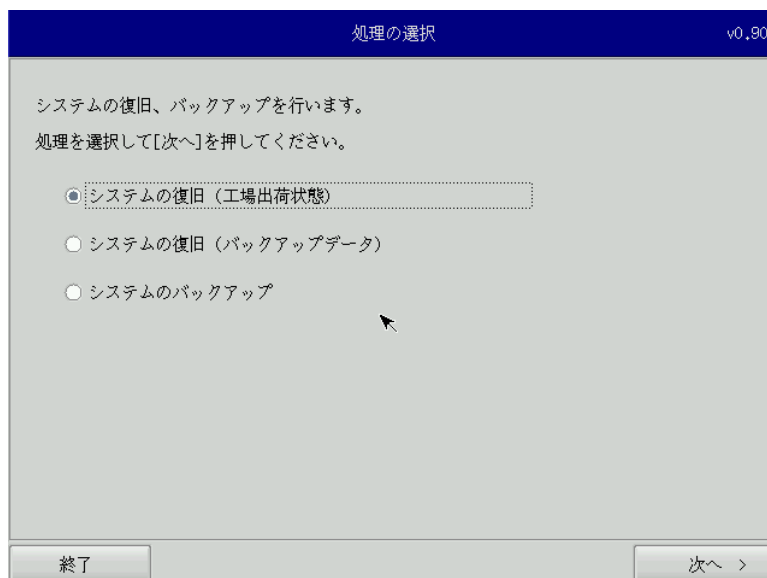 処理の選択
v0.90
システムの復旧、バックアップを行います。
処理を選択して[次へ]を押してください。
システムの復旧（工場出荷状態）
システムの復旧（バックアップデータ）
システムのバックアップ
終了
次へ >